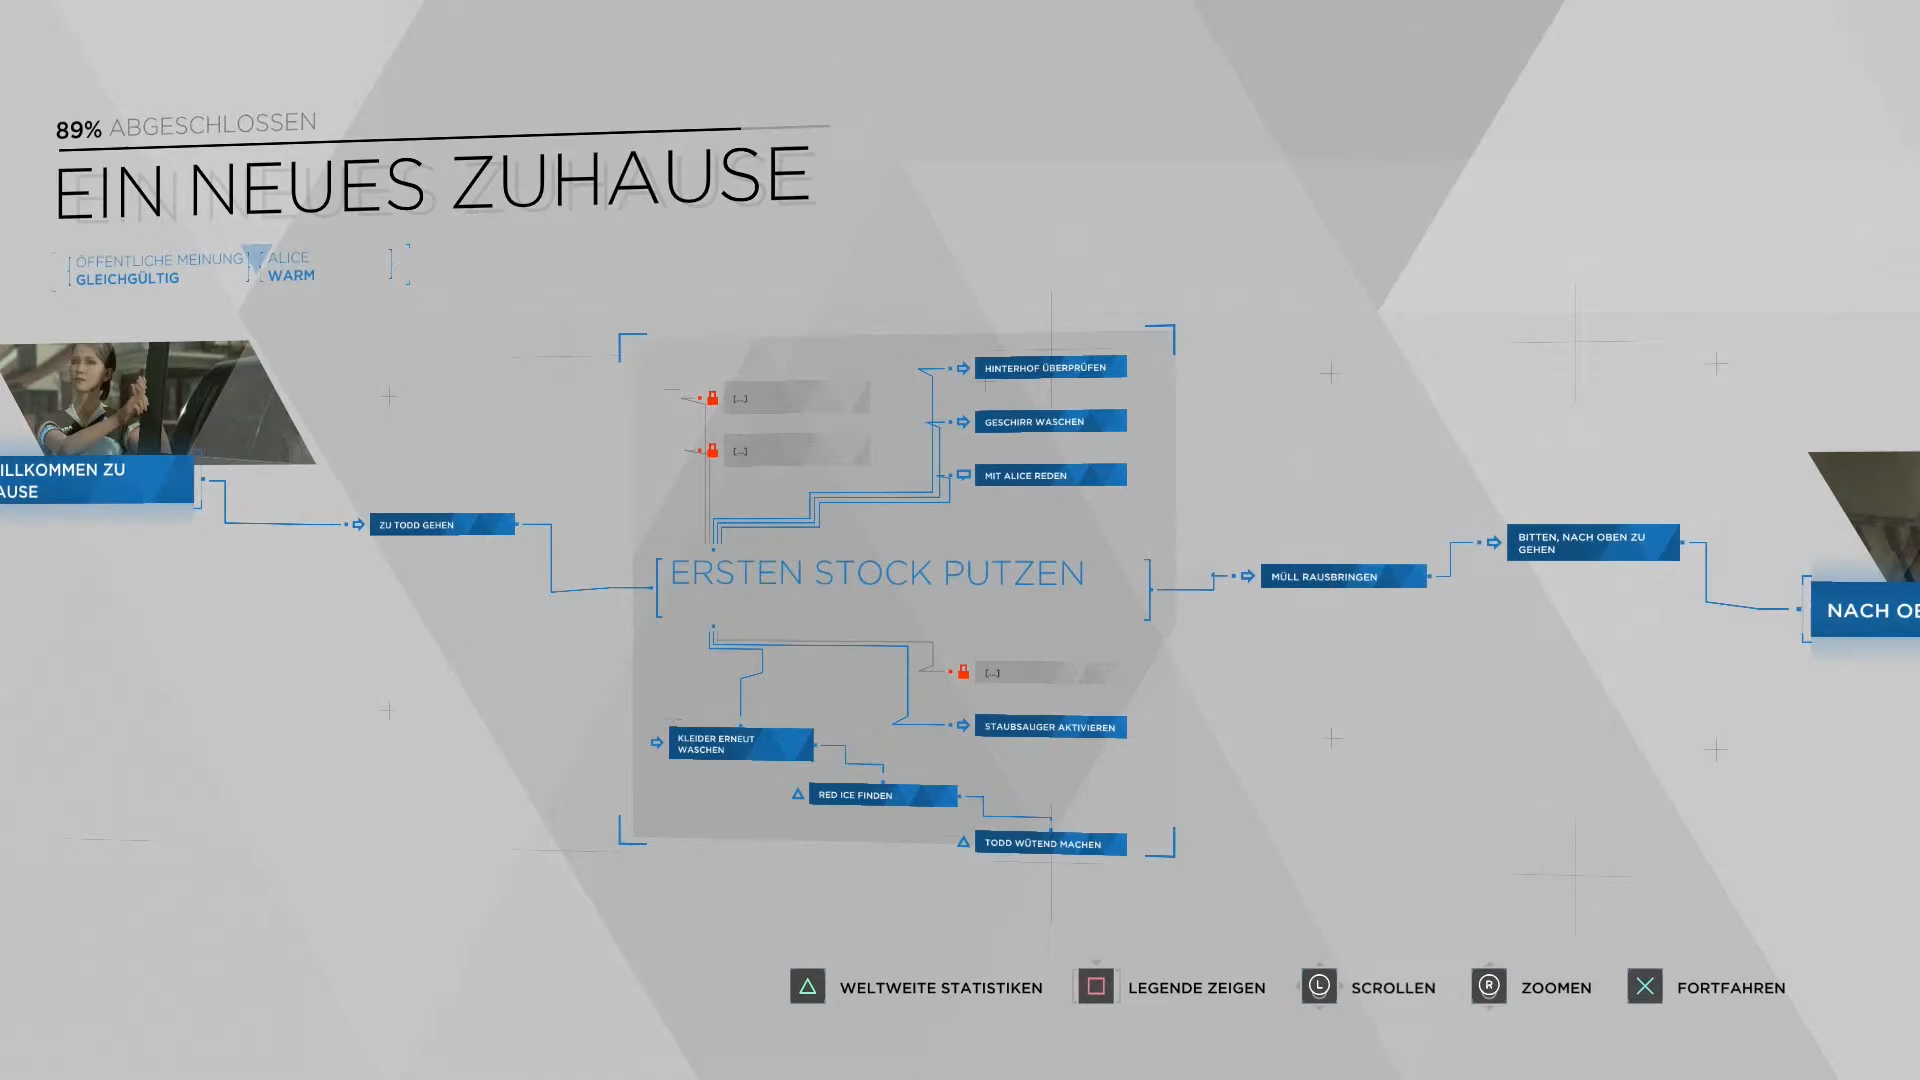 89% ABGESCHLOSSEN
EIN NEUES ZUHAUSE
ÖFFENTLICHE MEINUNG
GLEICHGÜLTIG
ALICE
WARM
ILLKOMMEN ZU
AUSE
ZU TODD GEHEN
[...]
[...]
HINTERHOF ÜBERPRÜFEN
GESCHIRR WASCHEN
MIT ALICE REDEN
ERSTEN STOCK PUTZEN
[...]
STAUBSAUGER AKTIVIEREN
KLEIDER ERNEUT
WASCHEN
RED ICE FINDEN
TODD WÜTEND MACHEN
MÜLL RAUSBRINGEN
BITTEN, NACH OBEN ZU
GEHEN
NACH OB
WELTWEITE STATISTIKEN
LEGENDE ZEIGEN
L SCROLLEN
R ZOOMEN
FORTFAHREN